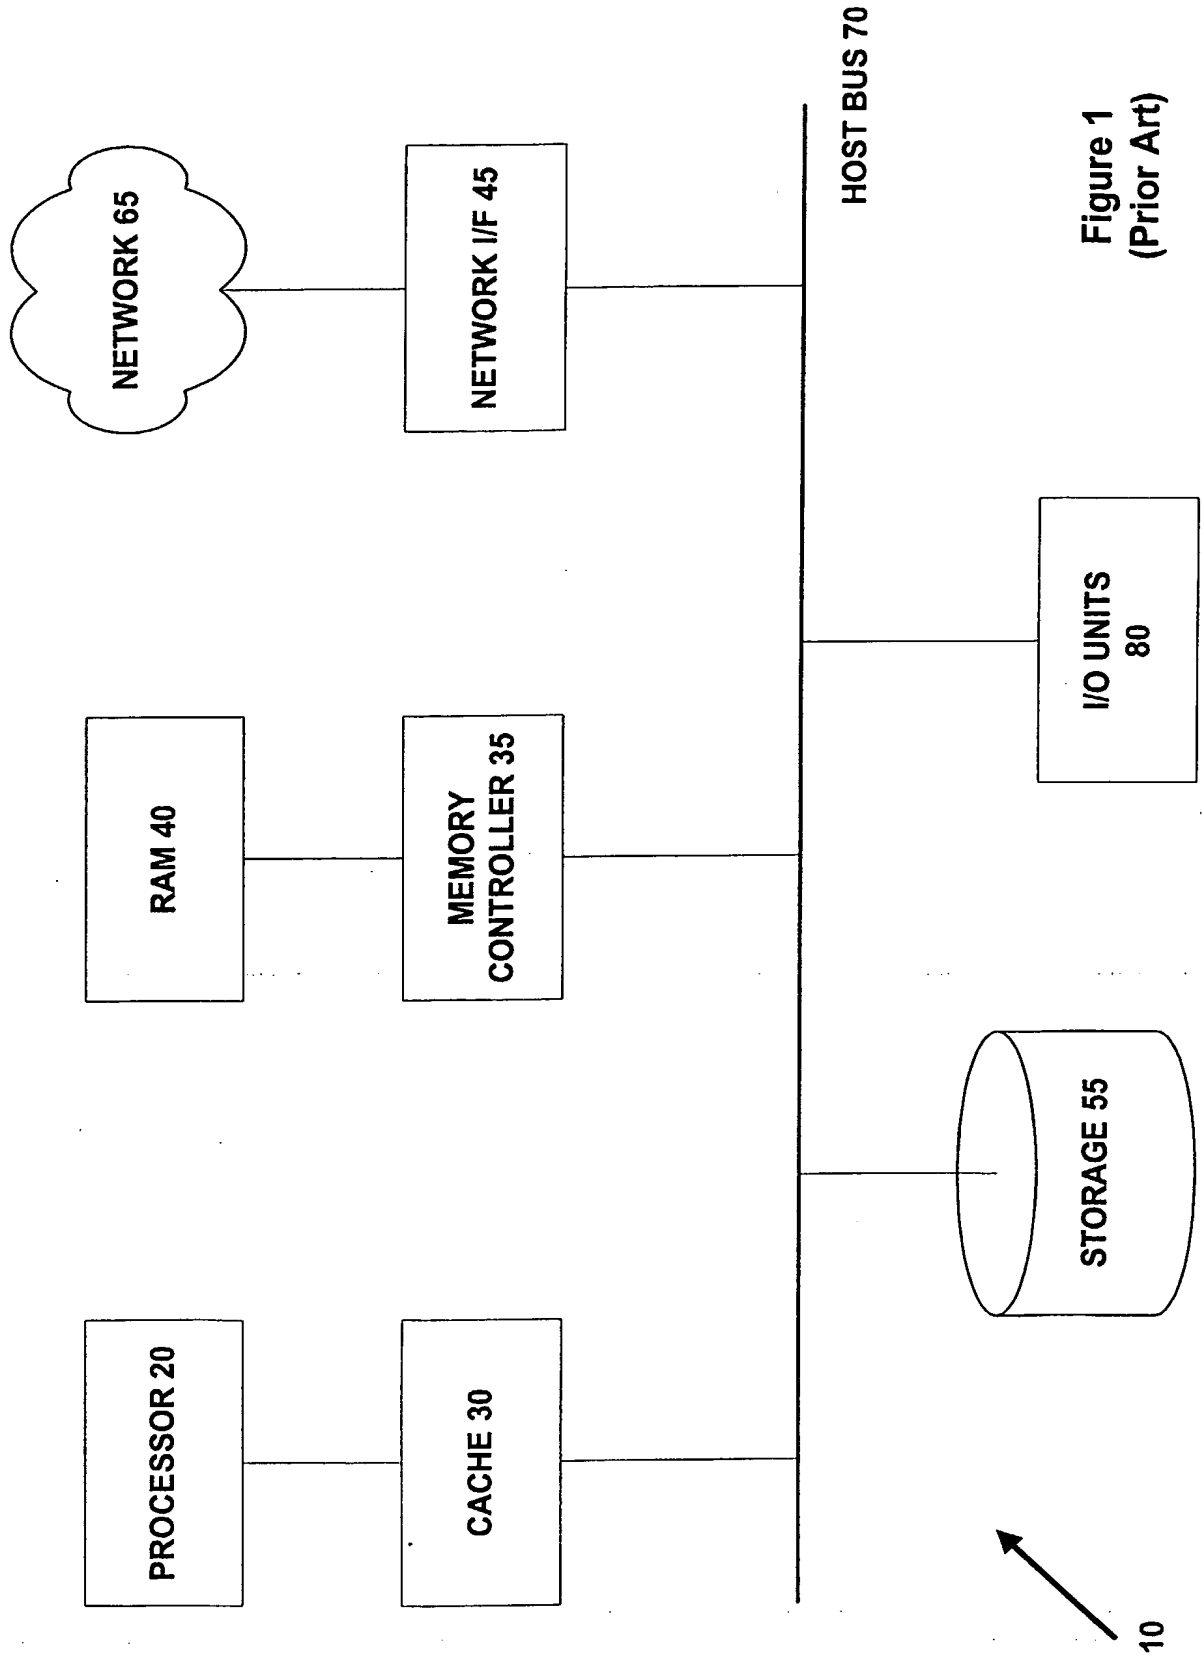 PROCESSOR 20
RAM 40
NETWORK 65
CACHE 30
MEMORY
CONTROLLER 35
NETWORK I/F 45
HOST BUS 70
STORAGE 55
I/O UNITS
80
10
Figure 1
(Prior Art)